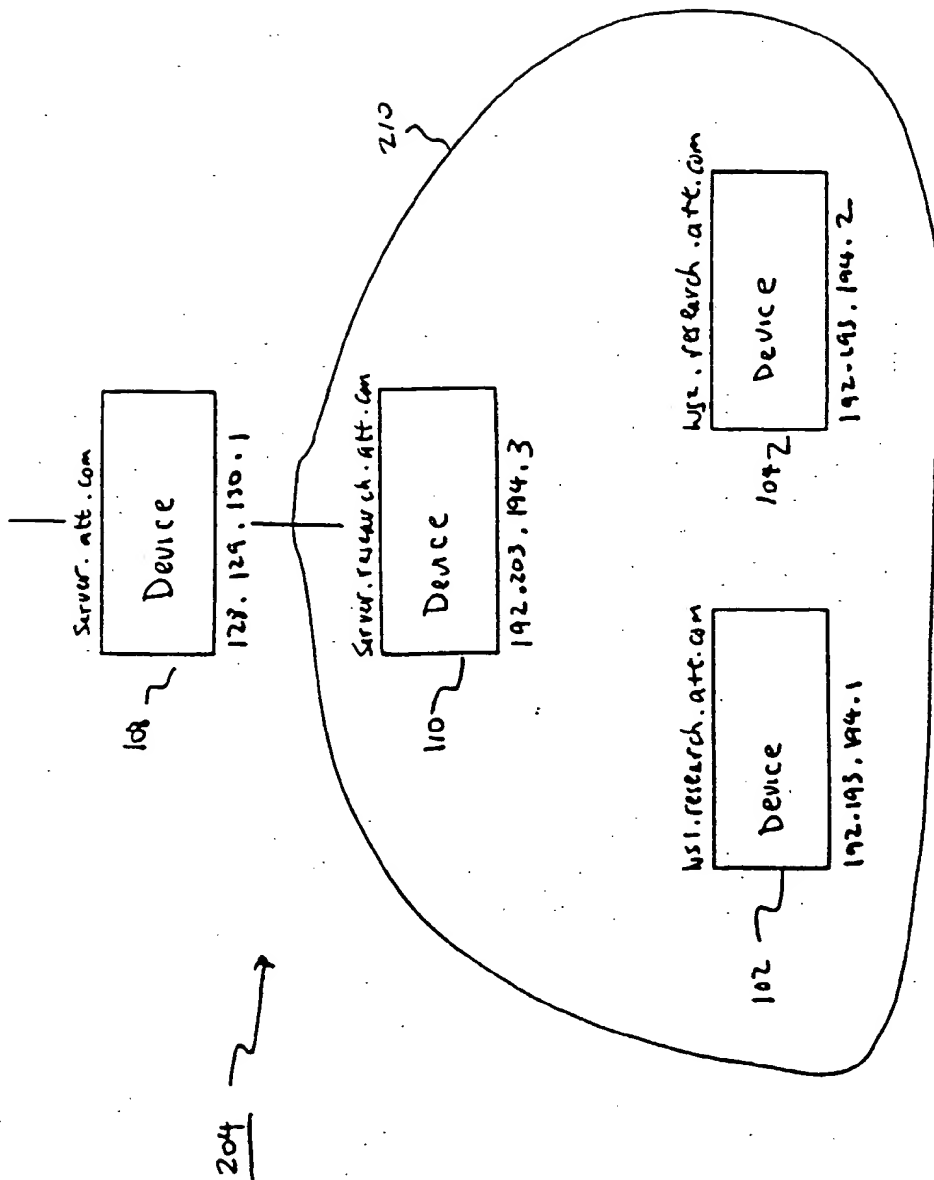 Server.att.com
108
Device
128.129.130.1
210
Server.research.att.com
110
Device
192.203.194.3
ws1.research.att.com
102
Device
192.193.194.1
ws2.research.att.com
104
Device
192.193.194.2
204